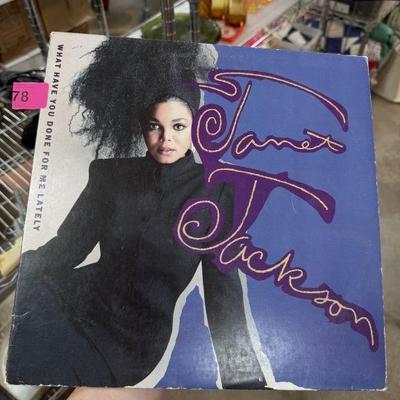 WHAT HAVE YOU DONE FOR ME LATELY
78
Janet
Jackson